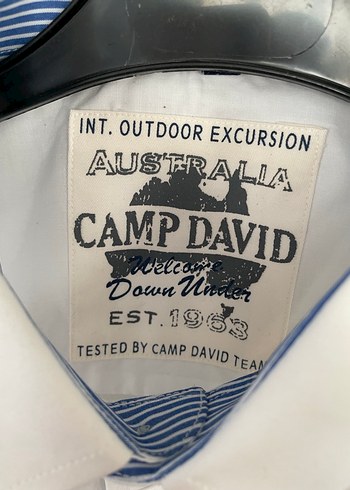 INT. OUTDOOR EXCURSION
AUSTRALIA
CAMP DAVID
Welcome
Down Under
EST. 1963
TESTED BY CAMP DAVID TEAM